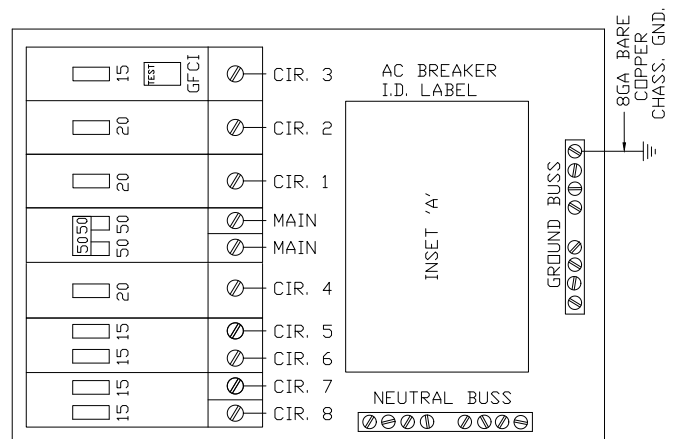 15 TEST GFCI CIR. 3
20 CIR. 2
20 CIR. 1
50 50 MAIN
50 50 MAIN
20 CIR. 4
15 CIR. 5
15 CIR. 6
15 CIR. 7
15 CIR. 8
AC BREAKER
I.D. LABEL
INSET 'A'
NEUTRAL BUSS
GROUND BUSS
8GA BARE
COPPER
CHASS. GND.